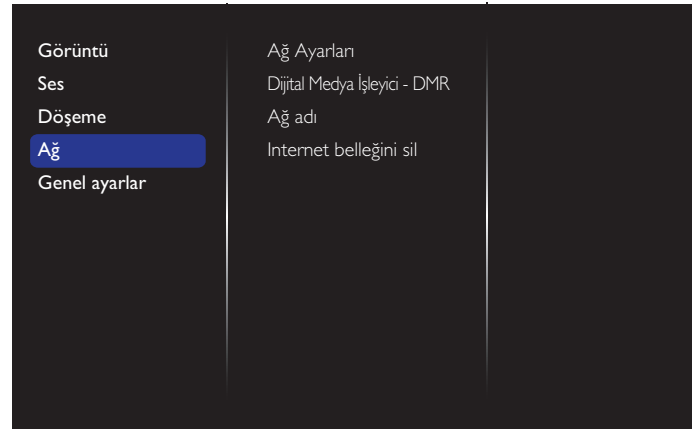 Görüntü
Ses
Döşeme
Ağ
Genel ayarlar
Ağ Ayarları
Dijital Medya İşleyici - DMR
Ağ adı
Internet belleğini sil